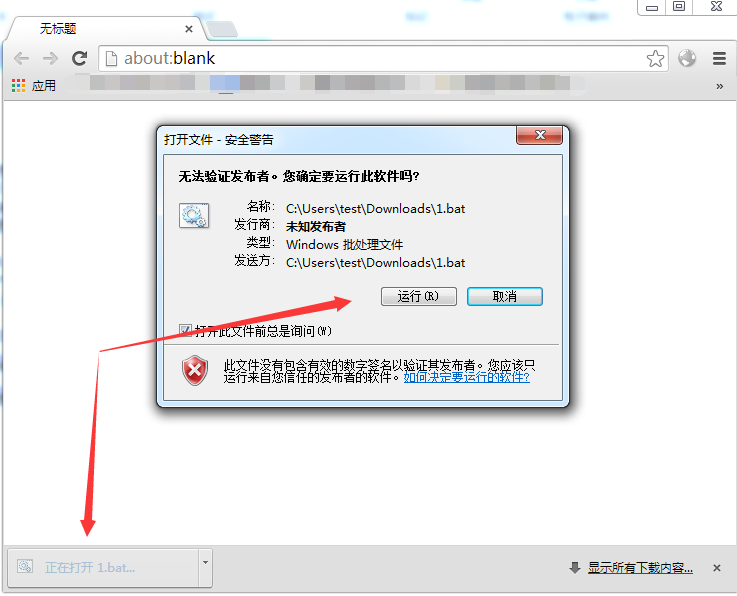 无标题
about:blank
应用
»
打开文件 - 安全警告
无法验证发布者。您确定要运行此软件吗?
名称: C:\Users\test\Downloads\1.bat
发行商: 未知发布者
类型: Windows 批处理文件
发送方: C:\Users\test\Downloads\1.bat
运行(R)
取消
打开此文件前总是询问(W)
此文件没有包含有效的数字签名以验证其发布者。您应该只
运行来自您信任的发布者的软件。如何决定要运行的软件?
正在打开 1.bat...
显示所有下载内容...